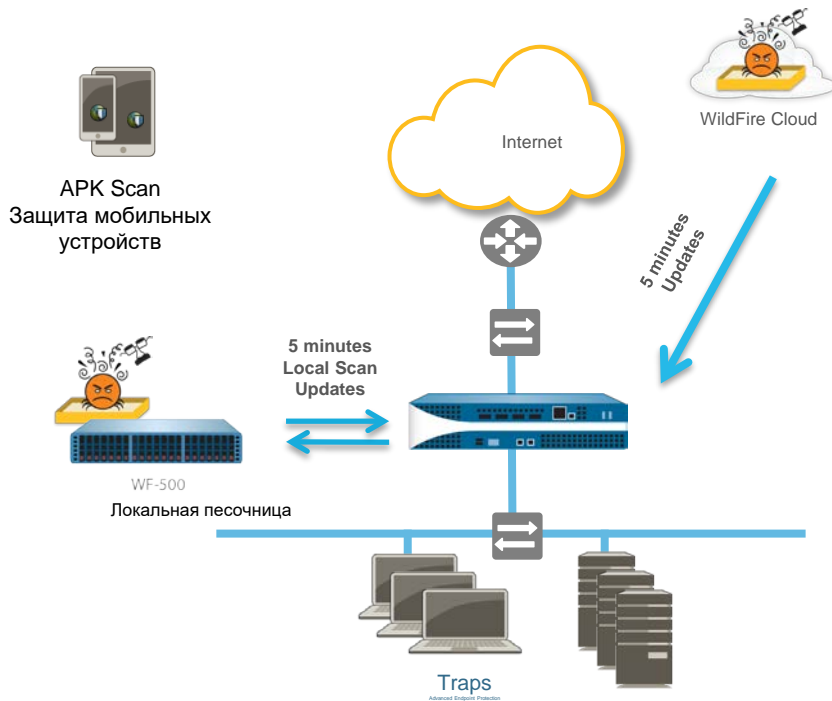 WildFire Cloud
Internet
APK Scan
Защита мобильных
устройств
5 minutes
Updates
5 minutes
Local Scan
Updates
WF-500
Локальная песочница
Traps
Advanced Endpoint Protection